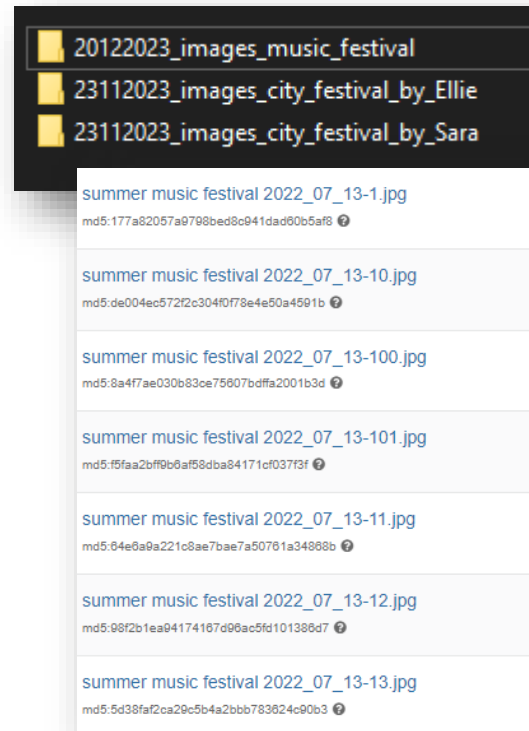 20122023_images_music_festival
23112023_images_city_festival_by_Ellie
23112023_images_city_festival_by_Sara
summer music festival 2022_07_13-1.jpg
md5:177a82057a9798bed8c941dad60b5af8
summer music festival 2022_07_13-10.jpg
md5:de004ec572f2c304f0f78e4e50a4591b
summer music festival 2022_07_13-100.jpg
md5:8a4f7ae030b83ce75607bdffa2001b3d
summer music festival 2022_07_13-101.jpg
md5:f5faa2bff9b6af58dba84171cf037f3f
summer music festival 2022_07_13-11.jpg
md5:64e6a9a221c8ae7bae7a50761a34868b
summer music festival 2022_07_13-12.jpg
md5:98f2b1ea94174167d96ac5fd101386d7
summer music festival 2022_07_13-13.jpg
md5:5d38faf2ca29c5b4a2bbb783624c90b3